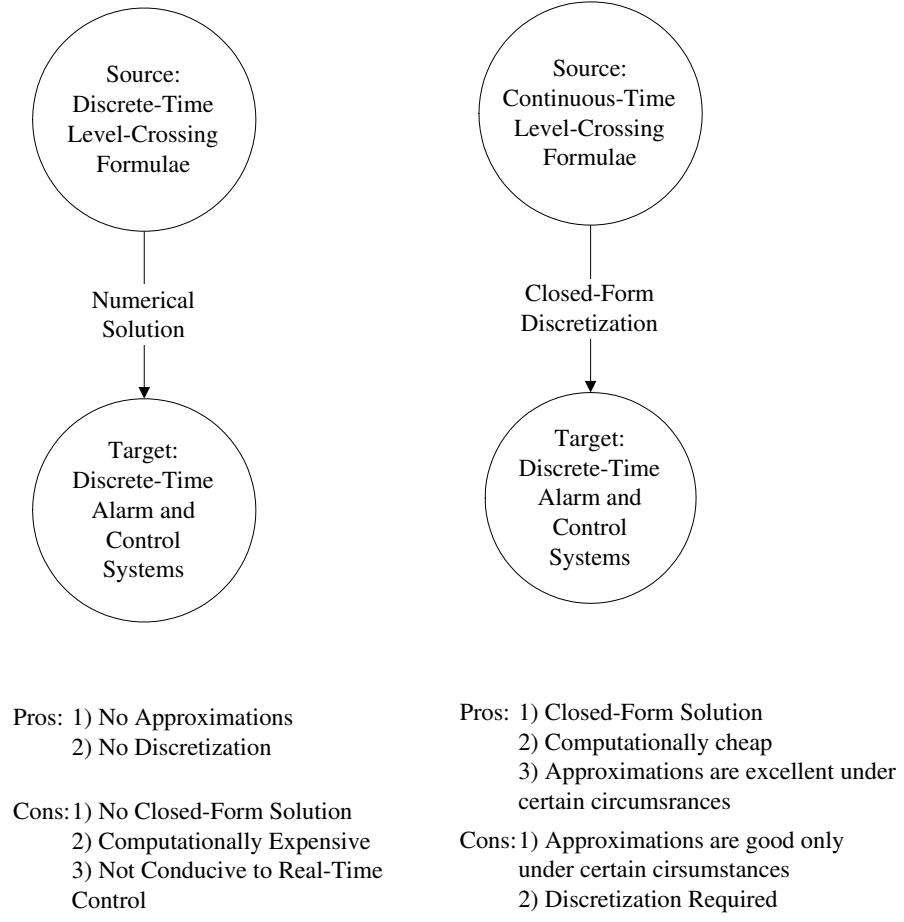 Source:
Discrete-Time
Level-Crossing
Formulae
Numerical
Solution
Target:
Discrete-Time
Alarm and
Control
Systems
Pros: 1) No Approximations
2) No Discretization
Cons: 1) No Closed-Form Solution
2) Computationally Expensive
3) Not Conducive to Real-Time
Control
Source:
Continuous-Time
Level-Crossing
Formulae
Closed-Form
Discretization
Target:
Discrete-Time
Alarm and
Control
Systems
Pros: 1) Closed-Form Solution
2) Computationally cheap
3) Approximations are excellent under
certain circumsrances
Cons: 1) Approximations are good only
under certain cirsumstances
2) Discretization Required